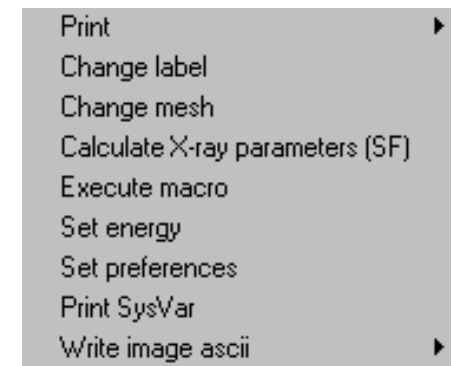 Print
Change label
Change mesh
Calculate X-ray parameters (SF)
Execute macro
Set energy
Set preferences
Print SysVar
Write image ascii